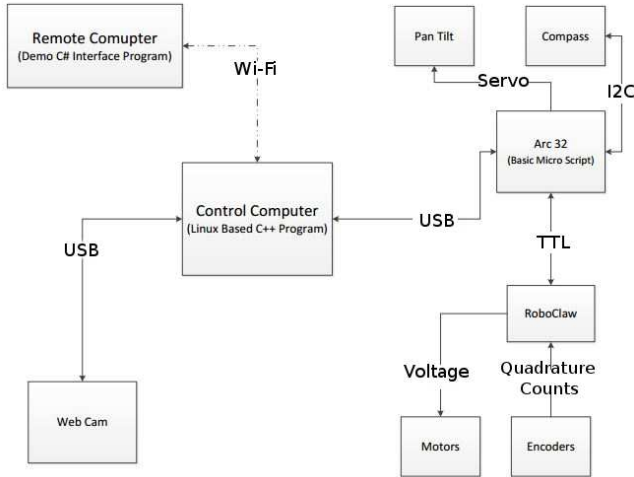 Remote Comupter
(Demo C# Interface Program)
Wi-Fi
Pan Tilt
Compass
Servo
I2C
Arc 32
(Basic Micro Script)
Control Computer
(Linux Based C++ Program)
USB
USB
TTL
RoboClaw
Voltage
Quadrature
Counts
Web Cam
Motors
Encoders